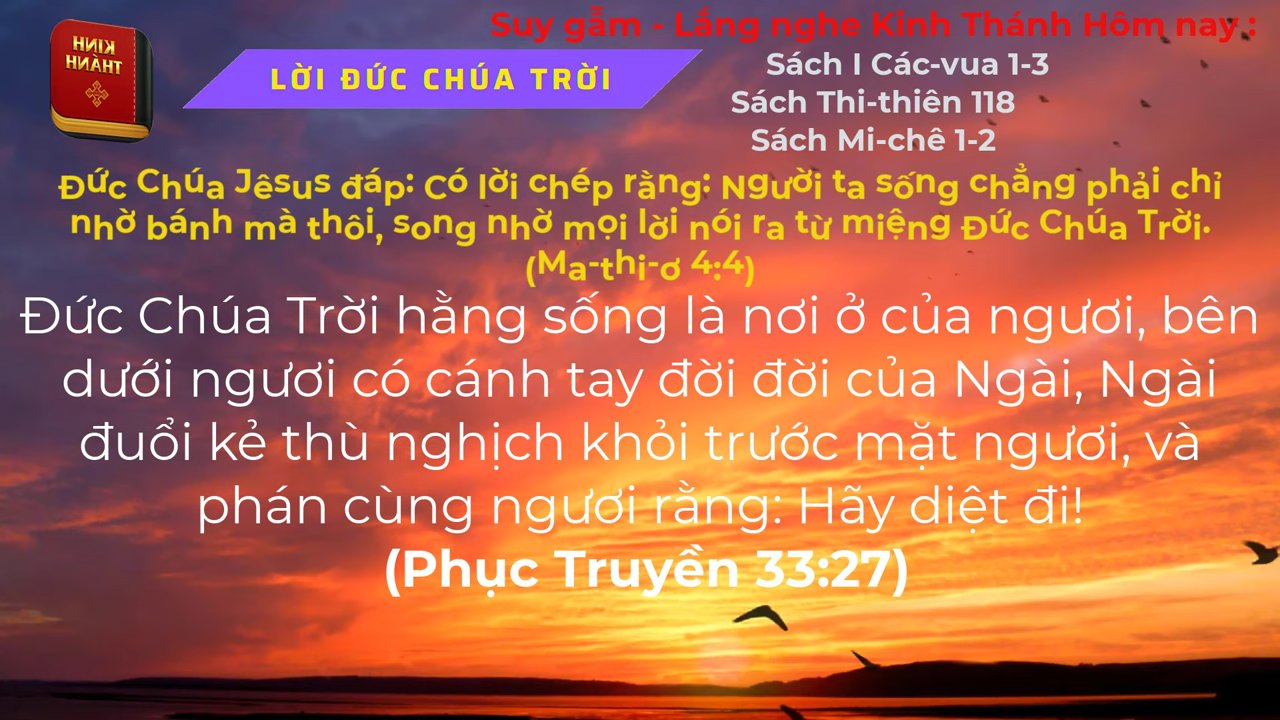 Suy gẫm - Lắng nghe Kinh Thánh Hôm nay :
KINH
THÁNH
LỜI ĐỨC CHÚA TRỜI
Sách I Các-vua 1-3
Sách Thi-thiên 118
Sách Mi-chê 1-2
Đức Chúa Jêsus đáp: Có lời chép rằng: Người ta sống chẳng phải chỉ
nhờ bánh mà thôi, song nhờ mọi lời nói ra từ miệng Đức Chúa Trời.
(Ma-thi-ơ 4:4)
Đức Chúa Trời hằng sống là nơi ở của ngươi, bên
dưới ngươi có cánh tay đời đời của Ngài, Ngài
đuổi kẻ thù nghịch khỏi trước mặt ngươi, và
phán cùng ngươi rằng: Hãy diệt đi!
(Phục Truyền 33:27)